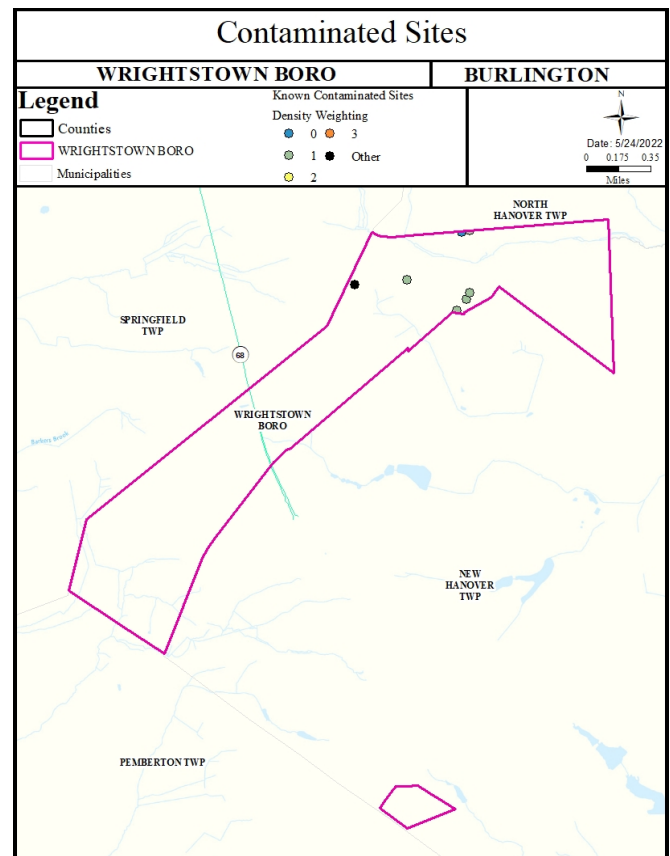 Contaminated Sites
WRIGHTSTOWN BORO
BURLINGTON
Legend
Counties
WRIGHTSTOWN BORO
Municipalities
Known Contaminated Sites
Density Weighting
0 3
1 Other
2
N
Date: 5/24/2022
0 0.175 0.35
Miles
NORTH
HANOVER TWP
SPRINGFIELD
TWP
68
WRIGHTSTOWN
BORO
NEW
HANOVER
TWP
PEMBERTON TWP